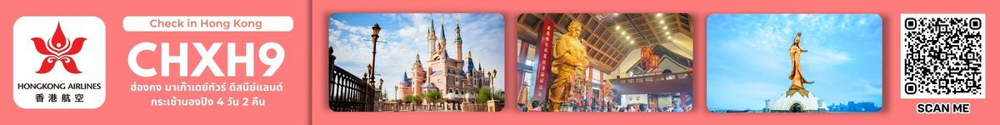 HONGKONG AIRLINES
香港航空
Check in Hong Kong
CHXH9
ฮ่องกง มาเก๊าเดย์ทัวร์ ดิสนีย์แลนด์
กระเช้านองปิง 4 วัน 2 คืน
SCAN ME